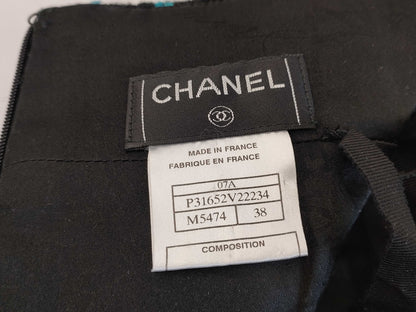 CHANEL
MADE IN FRANCE
FABRIQUE EN FRANCE
07A
P31652V22234
M5474 38
COMPOSITION